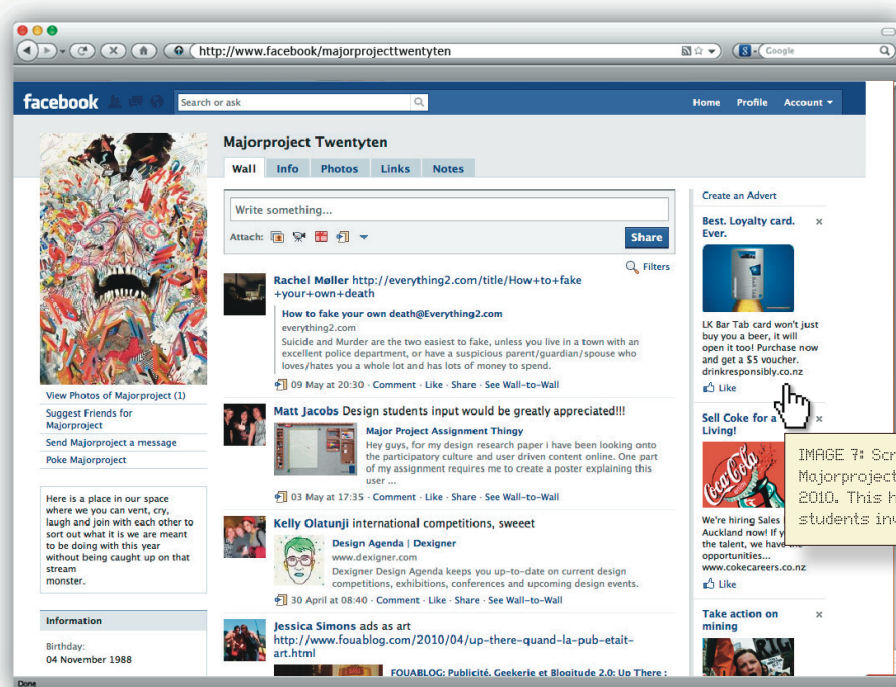 http://www.facebook/majorprojecttwentyten
Google
facebook
Search or ask
Home Profile Account
Majorproject Twentyten
Wall Info Photos Links Notes
Write something...
Attach:
Share
Filters
Rachel Møller http://everything2.com/title/How+to+fake
+your+own+death
How to fake your own death@Everything2.com
everything2.com
Suicide and Murder are the two easiest to fake, unless you live in a town with an
excellent police department, or have a suspicious parent/guardian/spouse who
loves/hates you a whole lot and has lots of money to spend.
09 May at 20:30 · Comment · Like · Share · See Wall-to-Wall
Matt Jacobs Design students input would be greatly appreciated!!!
Major Project Assignment Thingy
Hey guys, for my design research paper i have been looking onto
the participatory culture and user driven content online. One part
of my assignment requires me to create a poster explaining this
user ...
03 May at 17:35 · Comment · Like · Share · See Wall-to-Wall
Kelly Olatunji international competitions, sweeet
Design Agenda | Dexigner
www.dexigner.com
Dexigner Design Agenda keeps you up-to-date on current design
competitions, exhibitions, conferences and upcoming design events.
30 April at 08:40 · Comment · Like · Share · See Wall-to-Wall
Jessica Simons ads as art
http://www.fouablog.com/2010/04/up-there-quand-la-pub-etait-
art.html
FOUABLOG: Publicité, Geekerie et Blogitude 2.0: Up There :
View Photos of Majorproject (1)
Suggest Friends for
Majorproject
Send Majorproject a message
Poke Majorproject
Here is a place in our space
where we you can vent, cry,
laugh and join with each other to
sort out what it is we are meant
to be doing with this year
without being caught up on that
stream
monster.
Information
Birthday:
04 November 1988
Create an Advert
Best. Loyalty card.
Ever.
LK Bar Tab card won't just
buy you a beer, it will
open it too! Purchase now
and get a $5 voucher.
drinkresponsibly.co.nz
Like
Sell Coke for a
Living!
Coca-Cola
We're hiring Sales
Auckland now! If y
the talent, we have the
opportunities...
www.cokecareers.co.nz
Like
Take action on
mining
RIG
IMAGE 7: Scr
Majorproject
2010. This h
students inv
Done